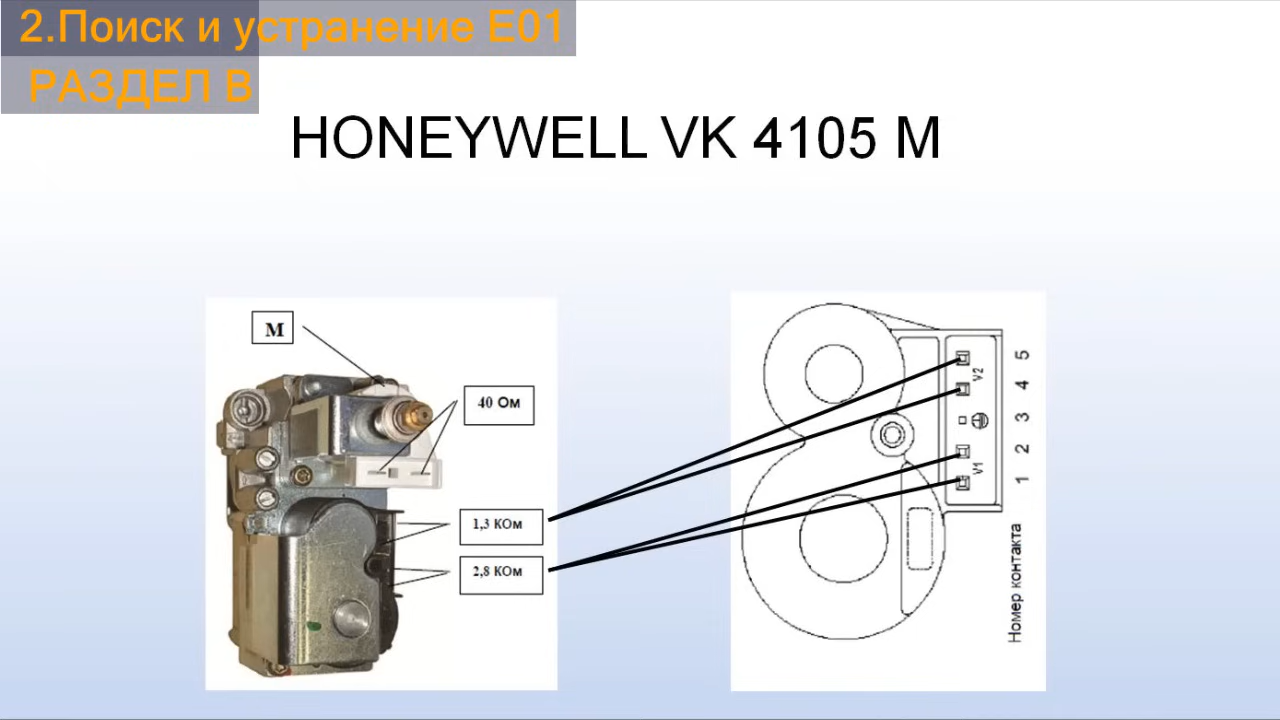 2.Поиск и устранение Е01
РАЗДЕЛ В
HONEYWELL VK 4105 M
М
40 Ом
1,3 КОм
2,8 КОм
V2
V1
5
4
3
2
1
Номер контакта